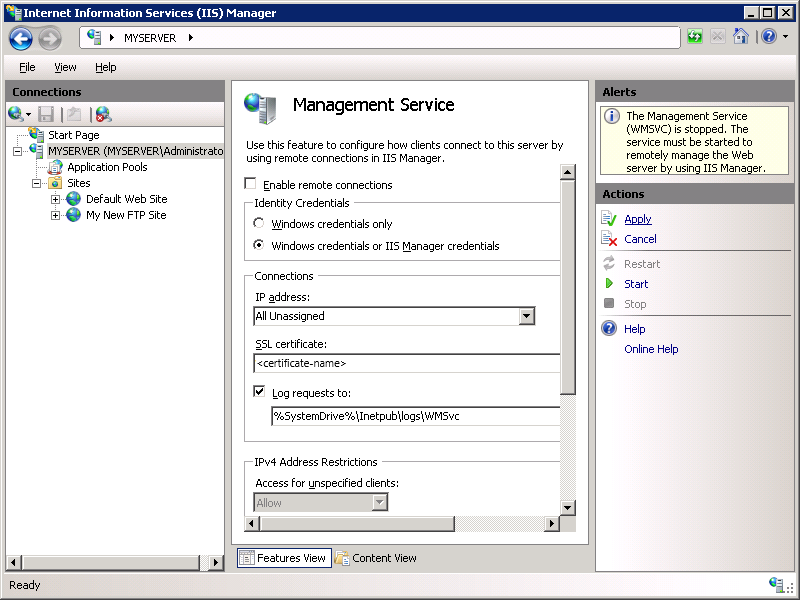 Internet Information Services (IIS) Manager
MYSERVER
File View Help
Connections
Start Page
MYSERVER (MYSERVER\Administrato
Application Pools
Sites
Default Web Site
My New FTP Site
Management Service
Use this feature to configure how clients connect to this server by
using remote connections in IIS Manager.
Enable remote connections
Identity Credentials
Windows credentials only
Windows credentials or IIS Manager credentials
Connections
IP address:
All Unassigned
SSL certificate:
<certificate-name>
Log requests to:
%SystemDrive%\Inetpub\logs\WMSvc
IPv4 Address Restrictions
Access for unspecified clients:
Allow
Features View Content View
Alerts
The Management Service
(WMSVC) is stopped. The
service must be started to
remotely manage the Web
server by using IIS Manager.
Actions
Apply
Cancel
Restart
Start
Stop
Help
Online Help
Ready